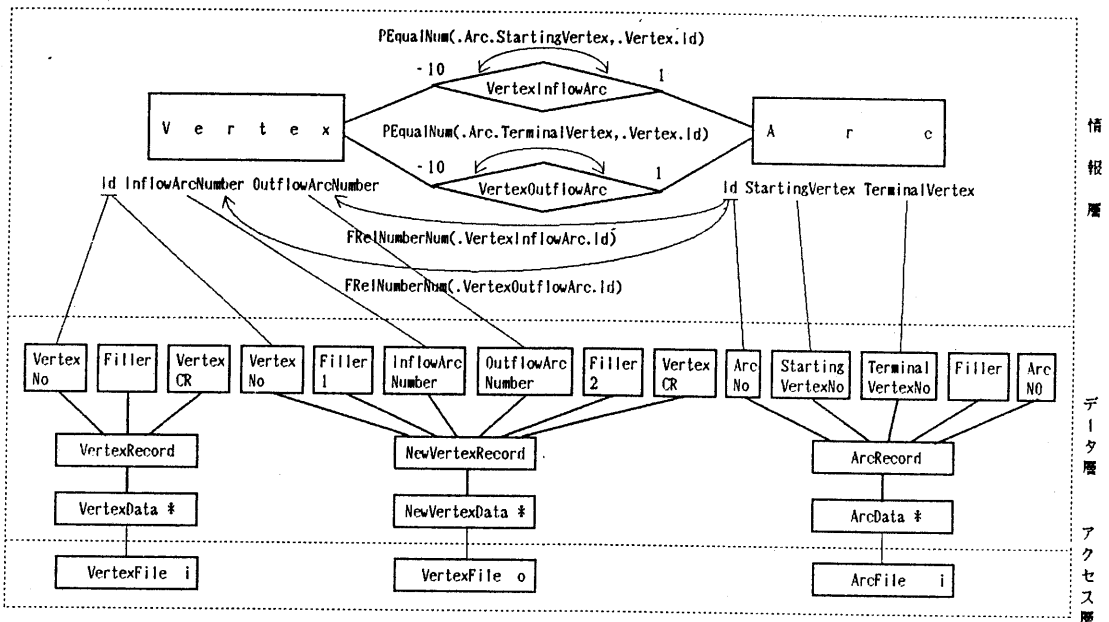 PEqualNum(.Arc.StartingVertex,.Vertex.Id)
-10
1
VertexInflowArc
Vertex
PEqualNum(.Arc.TerminalVertex,.Vertex.Id)
Arc
-10
1
VertexOutflowArc
Id InflowArcNumber OutflowArcNumber
Id StartingVertex TerminalVertex
FRelNumberNum(.VertexInflowArc.Id)
FRelNumberNum(.VertexOutflowArc.Id)
情報層
Vertex
No
Filler
Vertex
CR
Vertex
No
Filler
1
InflowArc
Number
OutflowArc
Number
Filler
2
Vertex
CR
Arc
No
Starting
VertexNo
Terminal
VertexNo
Filler
Arc
NO
VertexRecord
NewVertexRecord
ArcRecord
VertexData *
NewVertexData *
ArcData *
データ層
VertexFile i
VertexFile o
ArcFile i
アクセス層